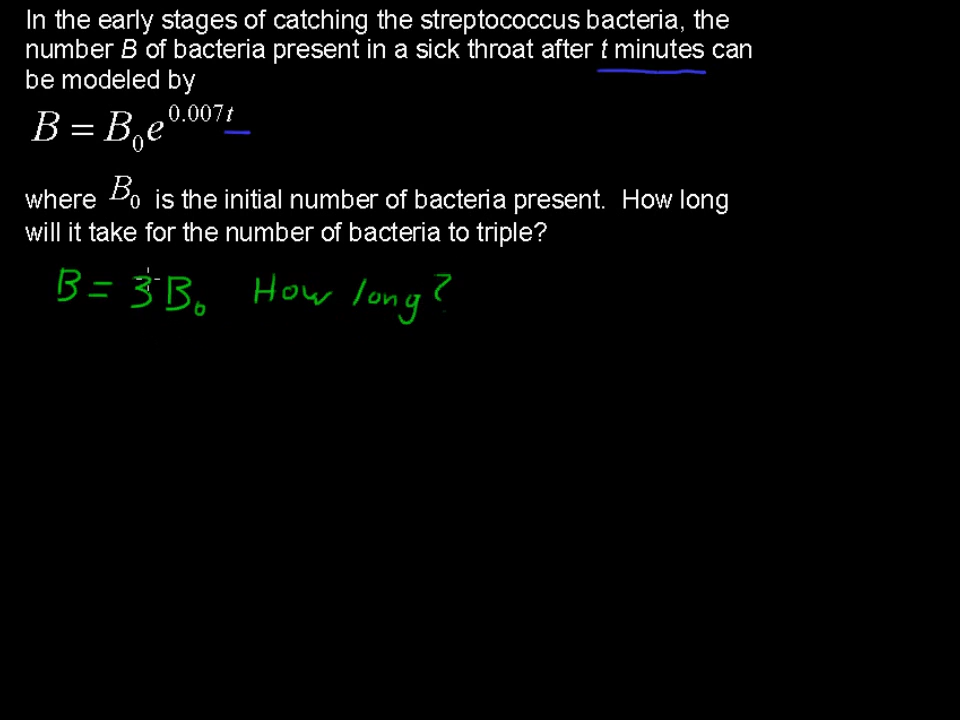 In the early stages of catching the streptococcus bacteria, the
number B of bacteria present in a sick throat after t minutes can
be modeled by
B = B₀e^{0.007t}
where B₀ is the initial number of bacteria present. How long
will it take for the number of bacteria to triple?
B = 3B₀ How long?